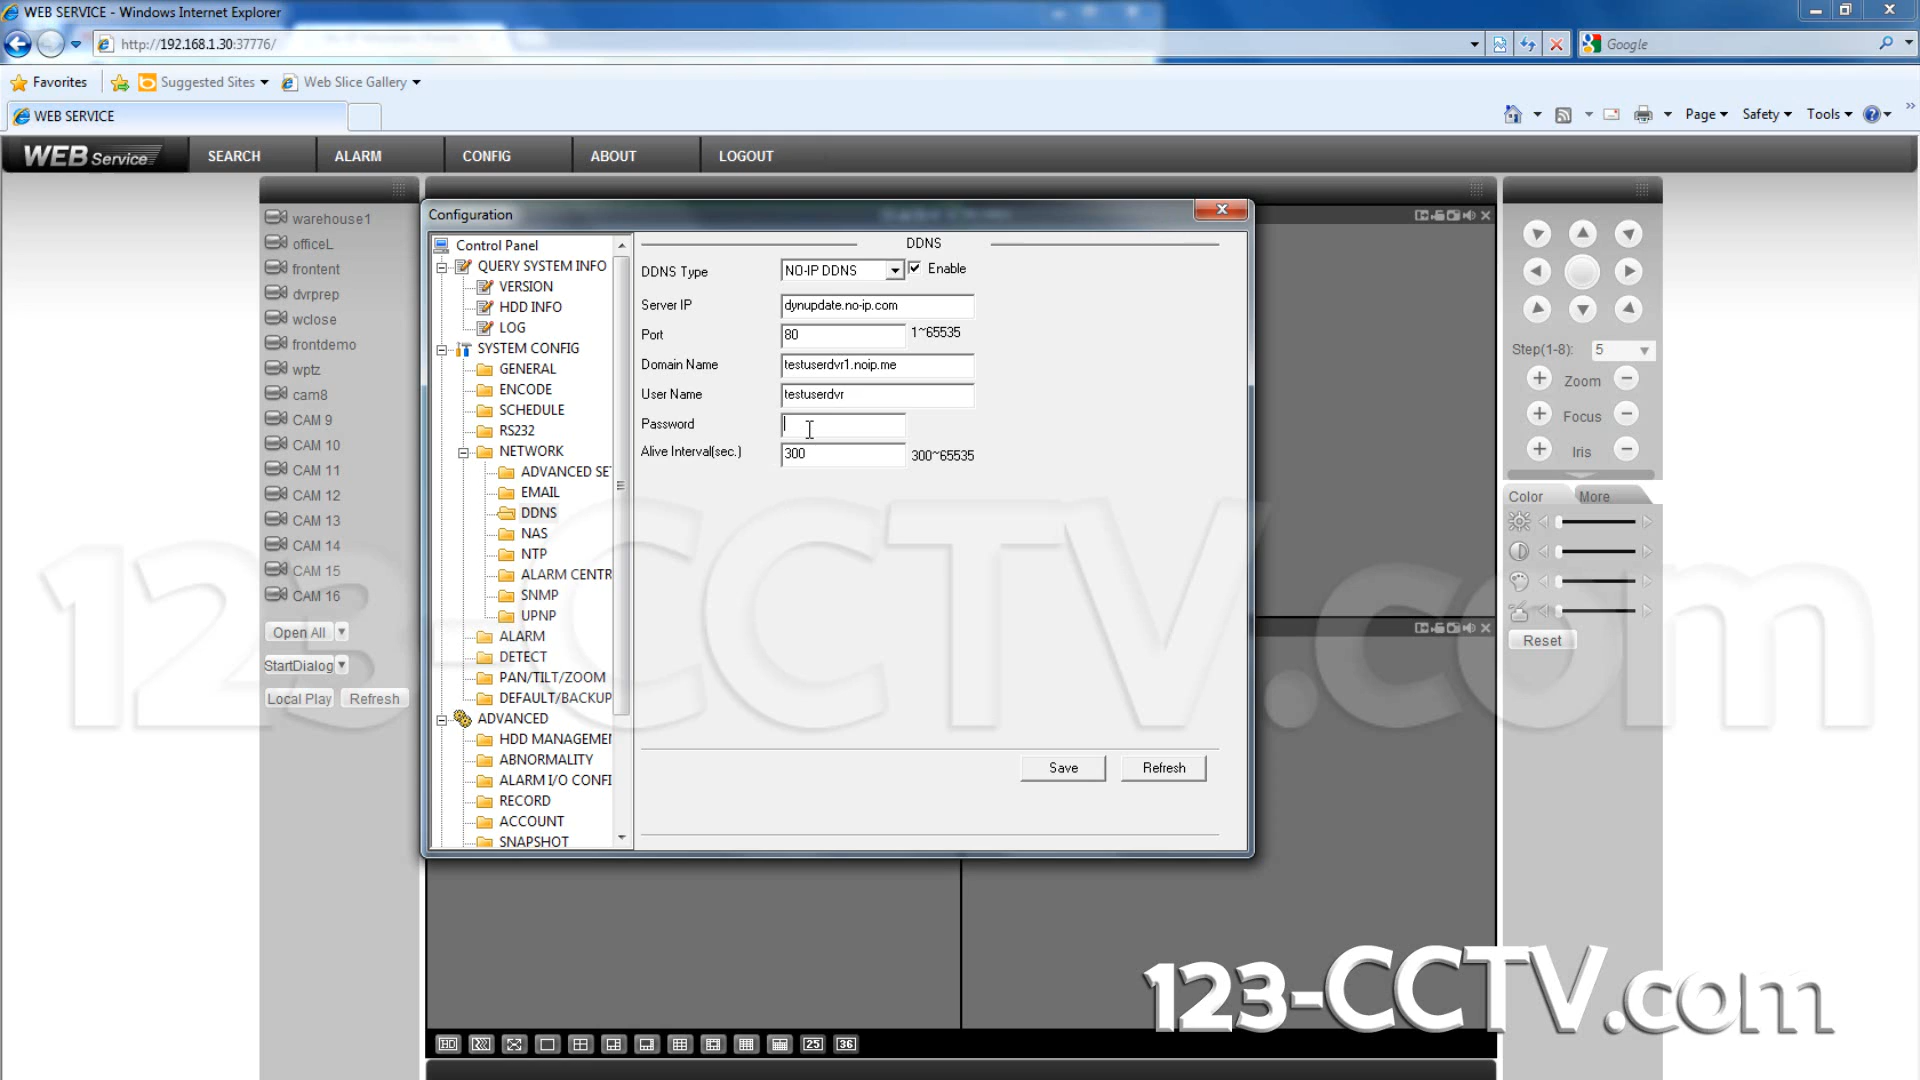 WEB SERVICE - Windows Internet Explorer
http://192.168.1.30:37776/
Google
Favorites
Suggested Sites
Web Slice Gallery
WEB SERVICE
Page
Safety
Tools
WEB Service
SEARCH
ALARM
CONFIG
ABOUT
LOGOUT
warehouse1
officeL
frontent
dvrprep
wclose
frontdemo
wptz
cam8
CAM 9
CAM 10
CAM 11
CAM 12
CAM 13
CAM 14
CAM 15
CAM 16
Open All
StartDialog
Local Play
Refresh
Configuration
Control Panel
QUERY SYSTEM INFO
VERSION
HDD INFO
LOG
SYSTEM CONFIG
GENERAL
ENCODE
SCHEDULE
RS232
NETWORK
ADVANCED SE
EMAIL
DDNS
NAS
NTP
ALARM CENTR
SNMP
UPNP
ALARM
DETECT
PAN/TILT/ZOOM
DEFAULT/BACKUP
ADVANCED
HDD MANAGEME
ABNORMALITY
ALARM I/O CONFI
RECORD
ACCOUNT
SNAPSHOT
DDNS
DDNS Type
NO-IP DDNS
Enable
Server IP
dynupdate.no-ip.com
Port
80
1~65535
Domain Name
testuserdvr1.noip.me
User Name
testuserdvr
Password
Alive Interval(sec.)
300
300~65535
Save
Refresh
Step(1-8):
5
Zoom
Focus
Iris
Color
More
Reset
123-CCTV.com
HD
25
36
123-CCTV.com